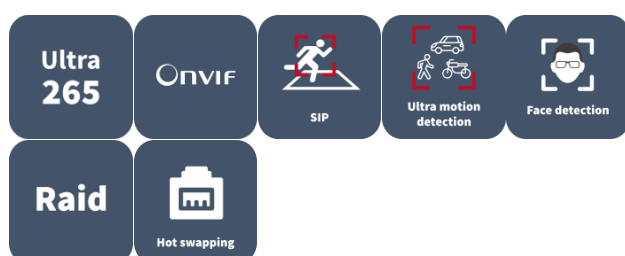 Ultra
265
ONVIF
SIP
Ultra motion
detection
Face detection
Raid
Hot swapping